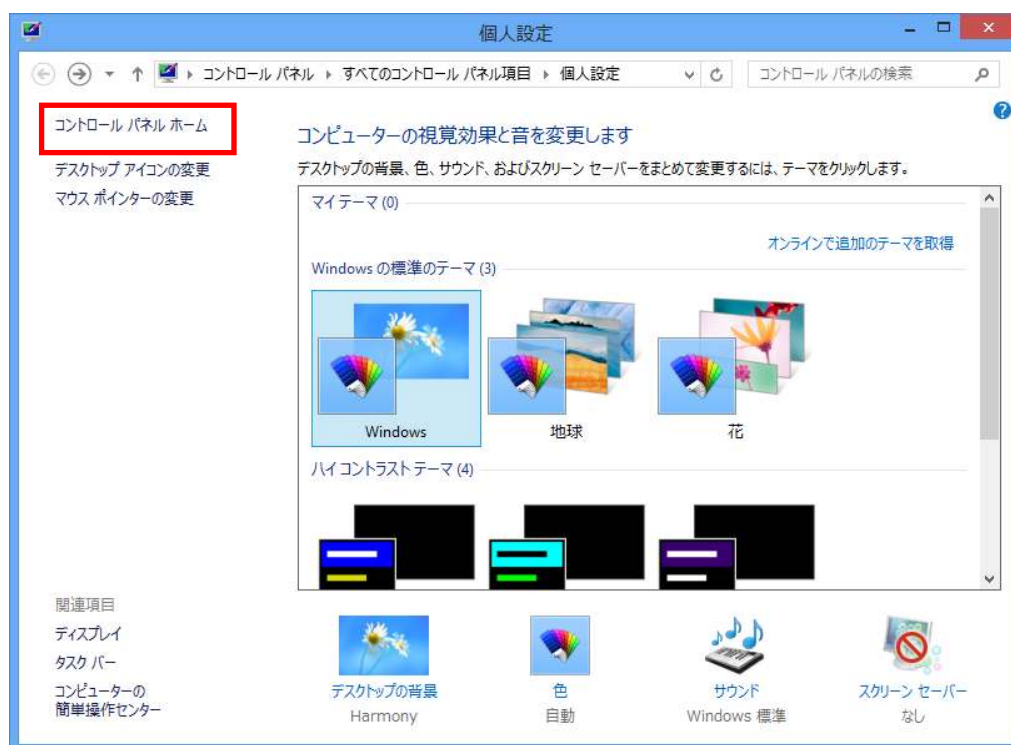 個人設定
コントロール パネル すべてのコントロール パネル項目 個人設定
コントロール パネルの検索
コントロール パネル ホーム
デスクトップ アイコンの変更
マウス ポインターの変更
コンピューターの視覚効果と音を変更します
デスクトップの背景、色、サウンド、およびスクリーン セーバーをまとめて変更するには、テーマをクリックします。
マイ テーマ (0)
オンラインで追加のテーマを取得
Windows の標準のテーマ (3)
Windows
地球
花
ハイ コントラスト テーマ (4)
関連項目
ディスプレイ
タスク バー
コンピューターの
簡単操作センター
デスクトップの背景
Harmony
色
自動
サウンド
Windows 標準
スクリーン セーバー
なし